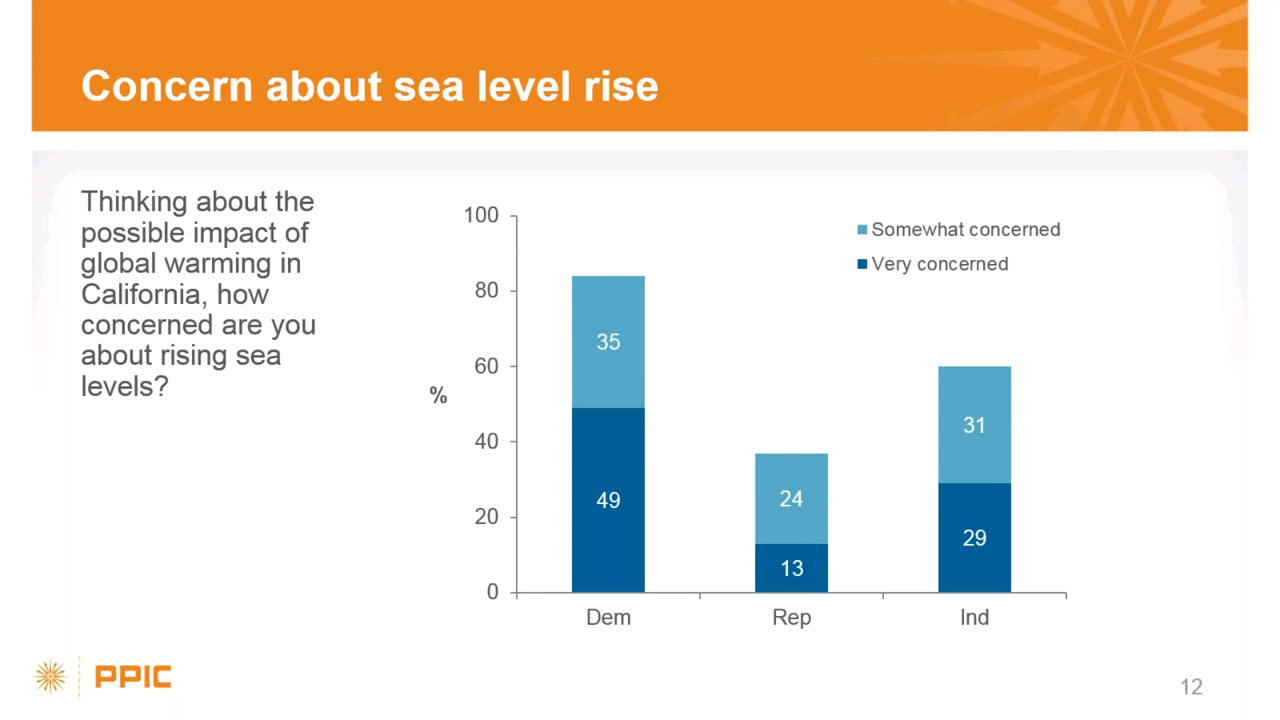 Concern about sea level rise
Thinking about the
possible impact of
global warming in
California, how
concerned are you
about rising sea
levels?
%
100
80
60
40
20
0
Somewhat concerned
Very concerned
35
49
24
13
31
29
Dem
Rep
Ind
PPIC
12